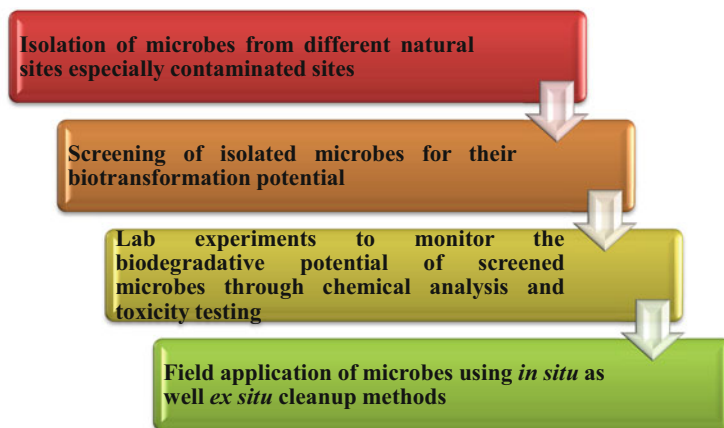 Isolation of microbes from different natural
sites especially contaminated sites
Screening of isolated microbes for their
biotransformation potential
Lab experiments to monitor the
biodegradative potential of screened
microbes through chemical analysis and
toxicity testing
Field application of microbes using in situ as
well ex situ cleanup methods